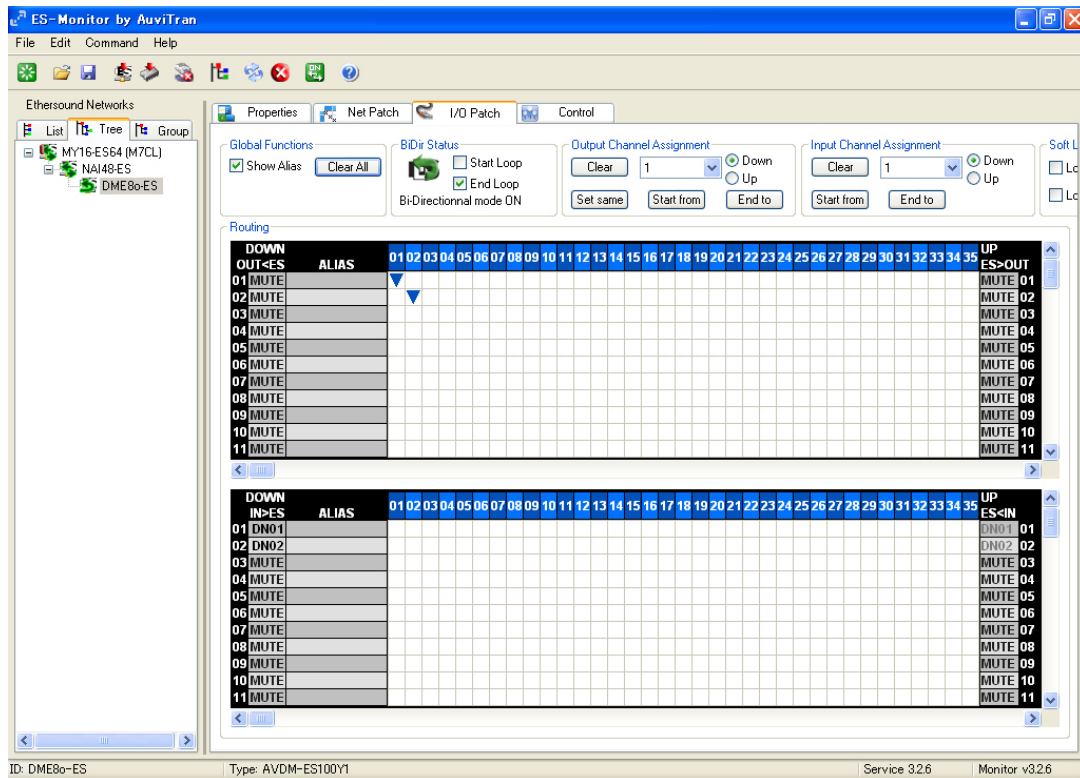 ES-Monitor by AuviTran
File Edit Command Help
Ethersound Networks
List Tree Group
MY16-ES64 (M7CL)
NAI48-ES
DME8o-ES
Properties Net Patch I/O Patch Control
Global Functions
Show Alias Clear All
BiDir Status
Start Loop
End Loop
Bi-Directionnal mode ON
Output Channel Assignment
Clear 1 Down
Up
Set same Start from End to
Input Channel Assignment
Clear 1 Down
Up
Start from End to
Soft L
Lo
Lo
Routing
DOWN OUT<ES ALIAS 01 02 03 04 05 06 07 08 09 10 11 12 13 14 15 16 17 18 19 20 21 22 23 24 25 26 27 28 29 30 31 32 33 34 35 UP ES>OUT
01 MUTE MUTE 01
02 MUTE MUTE 02
03 MUTE MUTE 03
04 MUTE MUTE 04
05 MUTE MUTE 05
06 MUTE MUTE 06
07 MUTE MUTE 07
08 MUTE MUTE 08
09 MUTE MUTE 09
10 MUTE MUTE 10
11 MUTE MUTE 11
DOWN IN>ES ALIAS 01 02 03 04 05 06 07 08 09 10 11 12 13 14 15 16 17 18 19 20 21 22 23 24 25 26 27 28 29 30 31 32 33 34 35 UP ES<IN
01 DN01 DN01 01
02 DN02 DN02 02
03 MUTE MUTE 03
04 MUTE MUTE 04
05 MUTE MUTE 05
06 MUTE MUTE 06
07 MUTE MUTE 07
08 MUTE MUTE 08
09 MUTE MUTE 09
10 MUTE MUTE 10
11 MUTE MUTE 11
ID: DME8o-ES Type: AVDM-ES100Y1 Service 3.2.6 Monitor v3.2.6